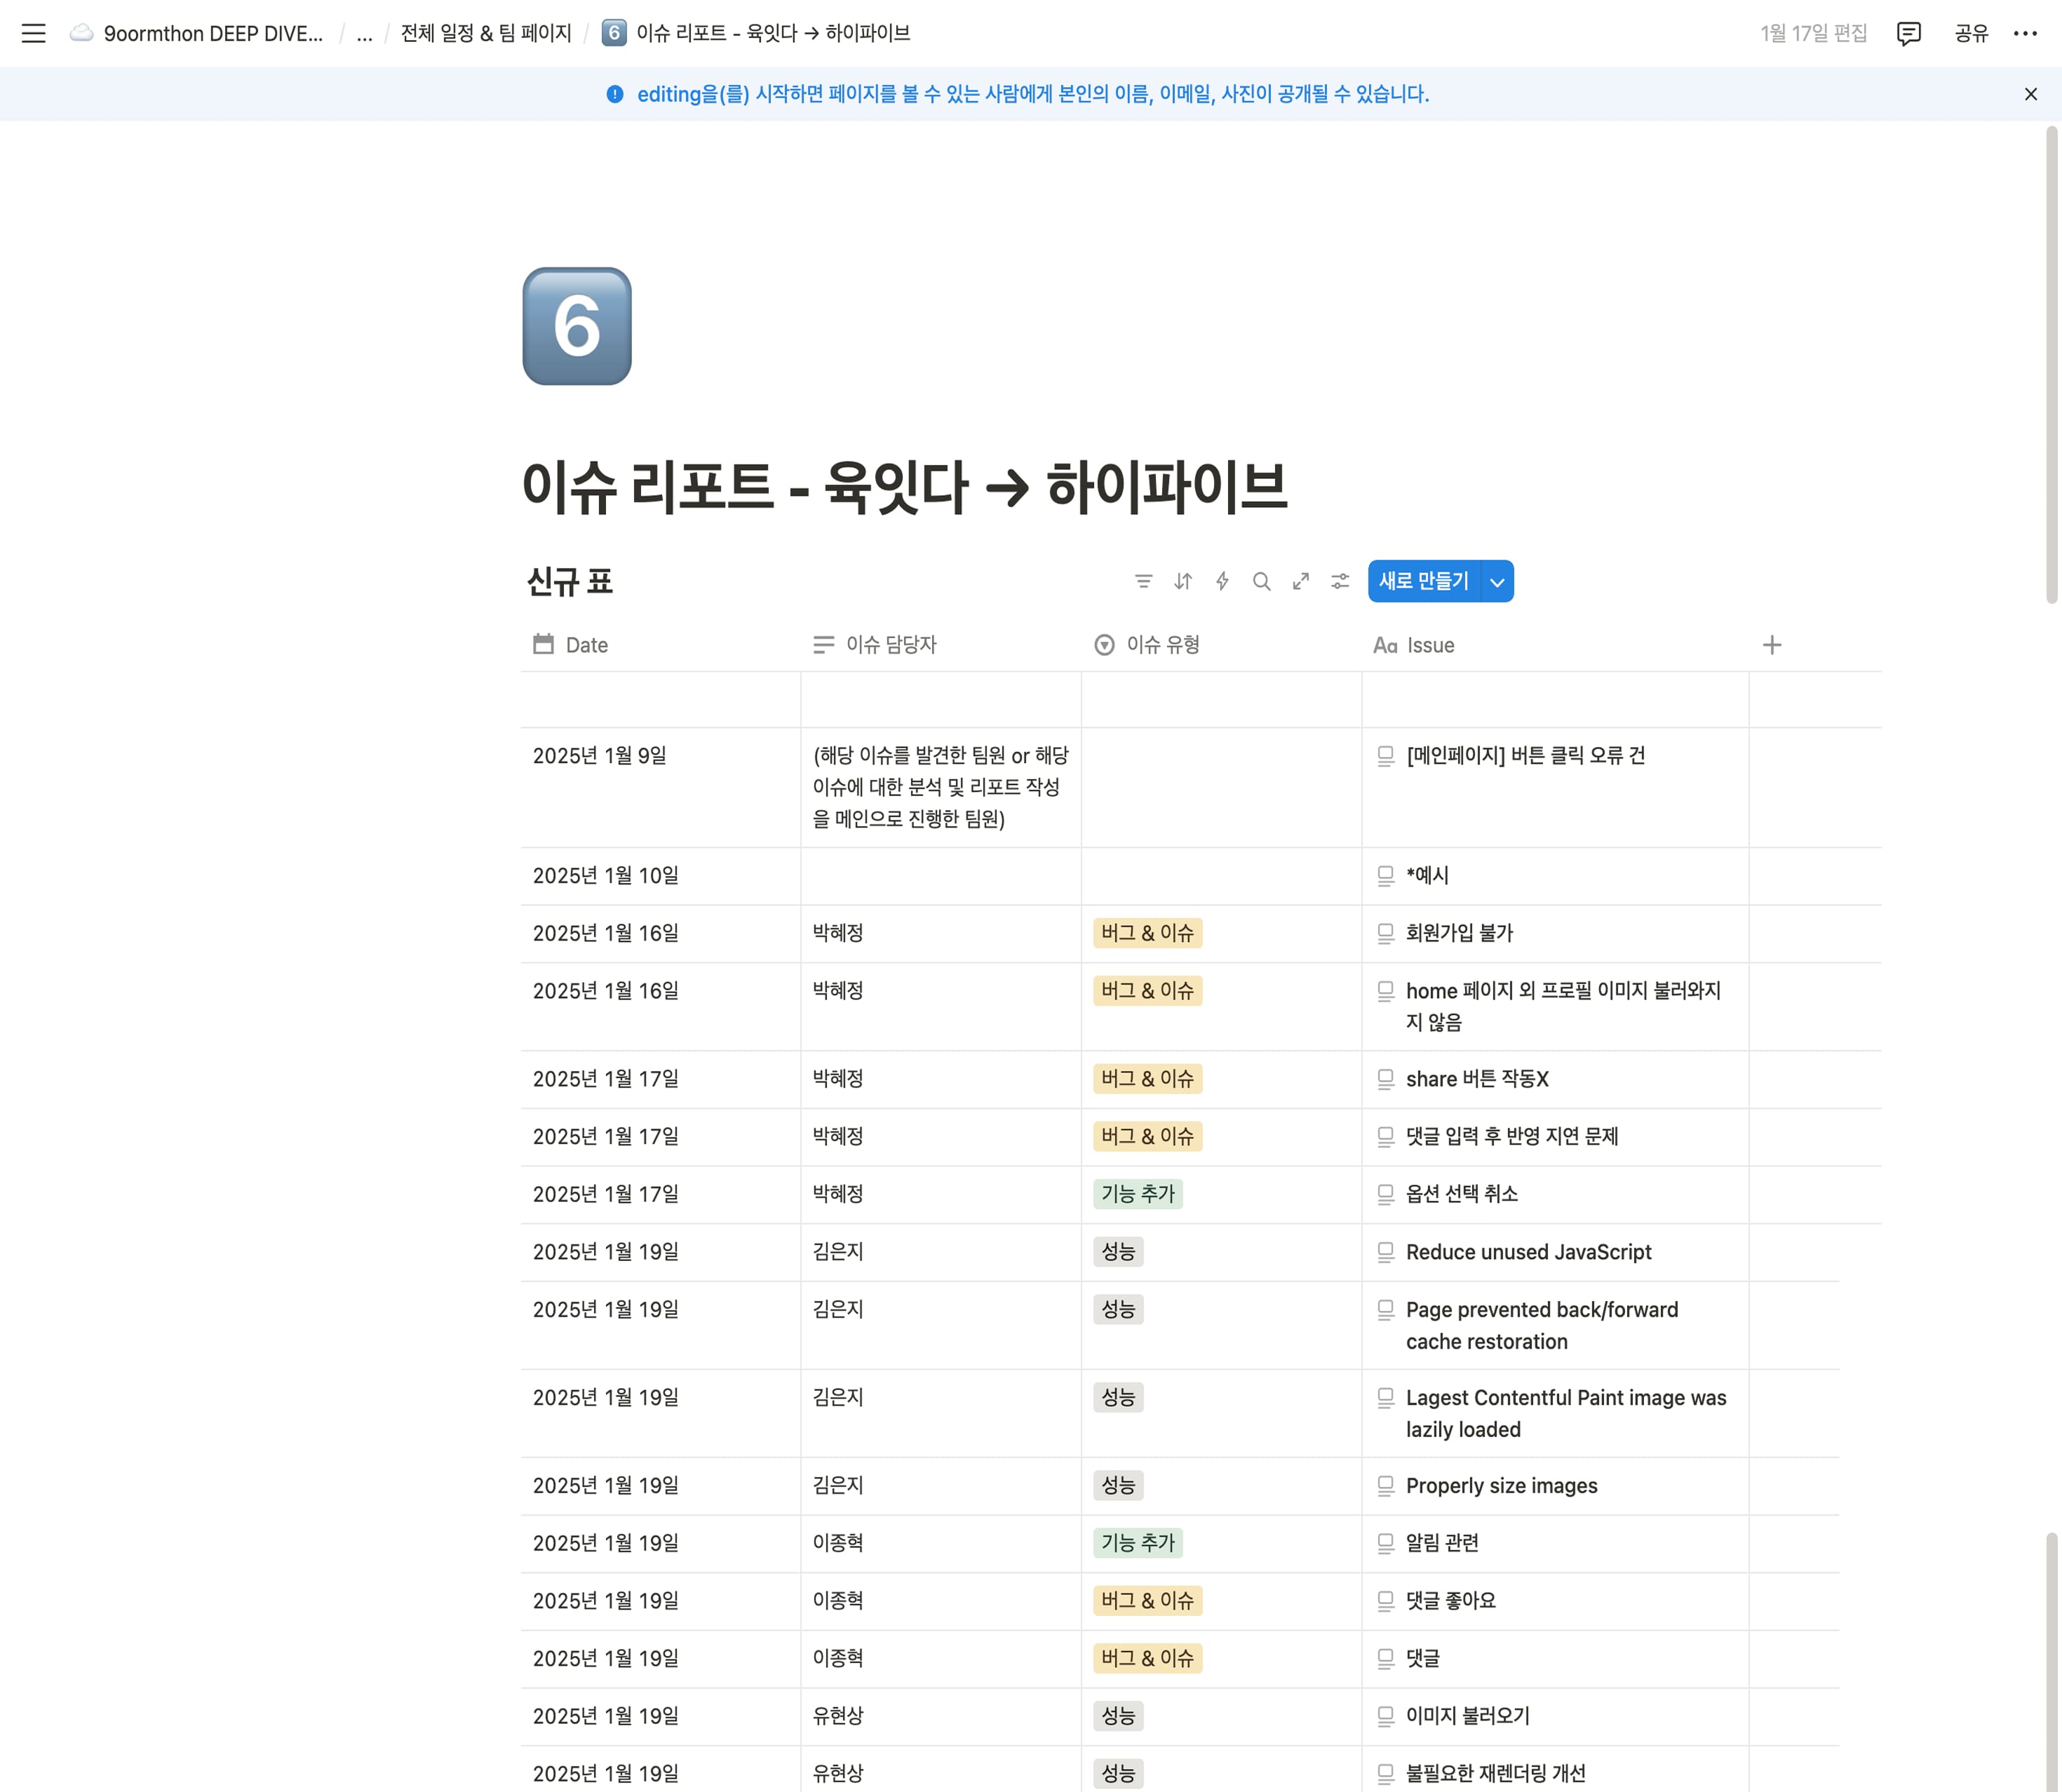 9oormthon DEEP DIVE... / ... / 전체 일정 & 팀 페이지 / 6 이슈 리포트 - 육잇다 → 하이파이브 1월 17일 편집 공유
editing을(를) 시작하면 페이지를 볼 수 있는 사람에게 본인의 이름, 이메일, 사진이 공개될 수 있습니다.
6
이슈 리포트 - 육잇다 → 하이파이브
신규 표 새로 만들기
Date 이슈 담당자 이슈 유형 Aa Issue
2025년 1월 9일 (해당 이슈를 발견한 팀원 or 해당 [메인페이지] 버튼 클릭 오류 건
이슈에 대한 분석 및 리포트 작성
을 메인으로 진행한 팀원)
2025년 1월 10일 *예시
2025년 1월 16일 박혜정 버그 & 이슈 회원가입 불가
2025년 1월 16일 박혜정 버그 & 이슈 home 페이지 외 프로필 이미지 불러와지
지 않음
2025년 1월 17일 박혜정 버그 & 이슈 share 버튼 작동X
2025년 1월 17일 박혜정 버그 & 이슈 댓글 입력 후 반영 지연 문제
2025년 1월 17일 박혜정 기능 추가 옵션 선택 취소
2025년 1월 19일 김은지 성능 Reduce unused JavaScript
2025년 1월 19일 김은지 성능 Page prevented back/forward
cache restoration
2025년 1월 19일 김은지 성능 Lagest Contentful Paint image was
lazily loaded
2025년 1월 19일 김은지 성능 Properly size images
2025년 1월 19일 이종혁 기능 추가 알림 관련
2025년 1월 19일 이종혁 버그 & 이슈 댓글 좋아요
2025년 1월 19일 이종혁 버그 & 이슈 댓글
2025년 1월 19일 유현상 성능 이미지 불러오기
2025년 1월 19일 유현상 성능 불필요한 재렌더링 개선